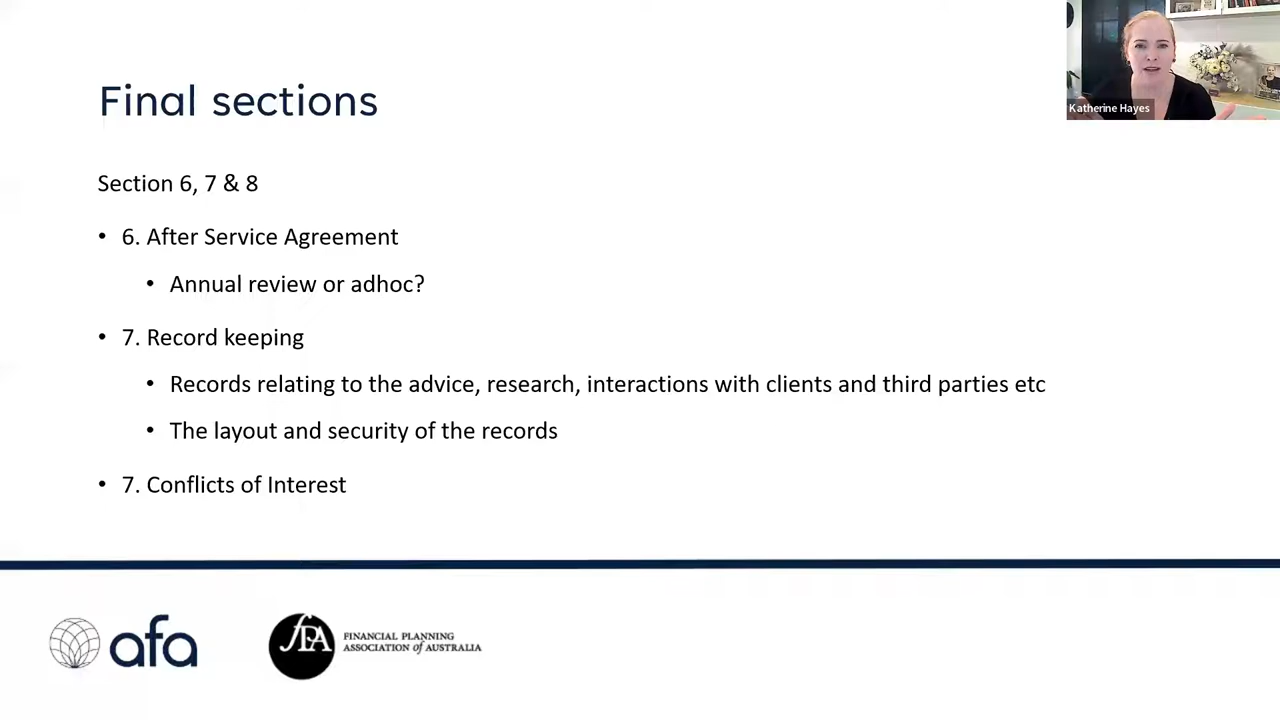 Final sections
Katherine Hayes
Section 6, 7 & 8
• 6. After Service Agreement
• Annual review or adhoc?
• 7. Record keeping
• Records relating to the advice, research, interactions with clients and third parties etc
• The layout and security of the records
• 7. Conflicts of Interest
afa
FPA
FINANCIAL PLANNING
ASSOCIATION of AUSTRALIA